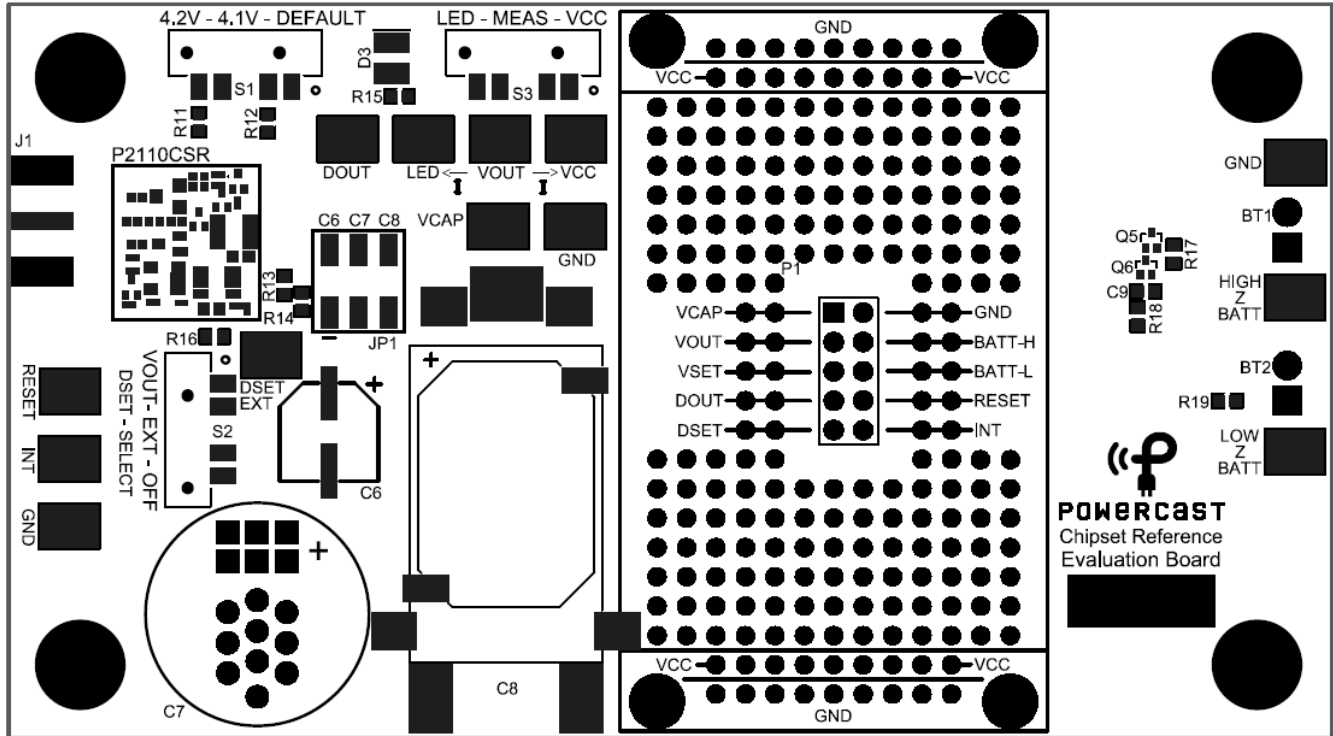 4.2V - 4.1V - DEFAULT
LED - MEAS - VCC
D3
S1
R15
S3
R11
R12
J1
P2110CSR
DOUT
LED<— VOUT —>VCC
I I
VCAP
GND
C6 C7 C8
R13
R14
JP1
R16
RESET
INT
GND
VOUT- EXT - OFF
DSET - SELECT
S2
DSET
EXT
−
+
C6
+
C7
+
C8
GND
VCC
VCC
P1
VCAP
GND
VOUT
BATT-H
VSET
BATT-L
DOUT
RESET
DSET
INT
VCC
VCC
GND
GND
BT1
Q5
R17
Q6
C9
R18
HIGH
Z
BATT
BT2
R19
LOW
Z
BATT
POWERCAST
Chipset Reference
Evaluation Board